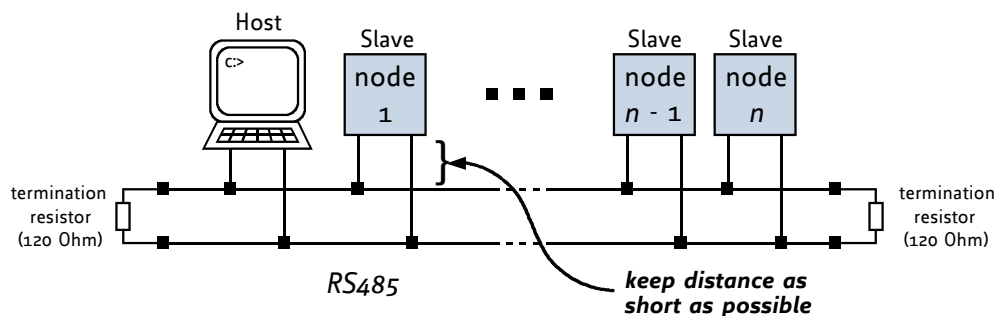 Host
C:>
Slave
node
1
Slave
node
n - 1
Slave
node
n
termination
resistor
(120 Ohm)
termination
resistor
(120 Ohm)
RS485
keep distance as
short as possible